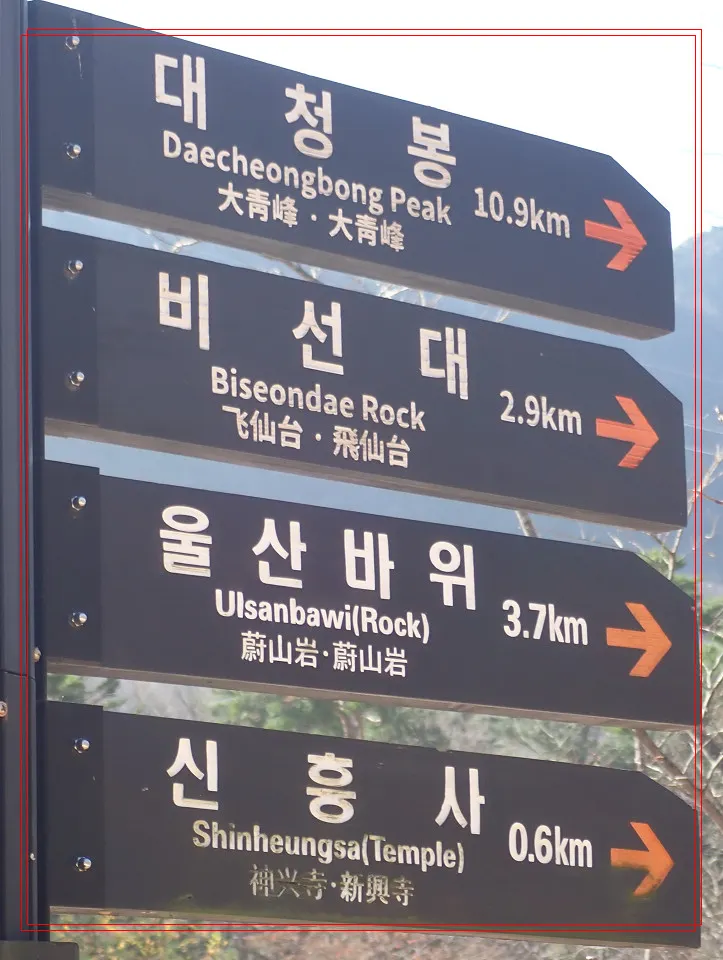 대청봉
Daecheongbong Peak 10.9km
大青峰 · 大青峰
비선대
Biseondae Rock 2.9km
飞仙台 · 飛仙台
울산바위
Ulsanbawi(Rock) 3.7km
蔚山岩·蔚山岩
신흥사
Shinheungsa(Temple) 0.6km
神兴寺·新興寺